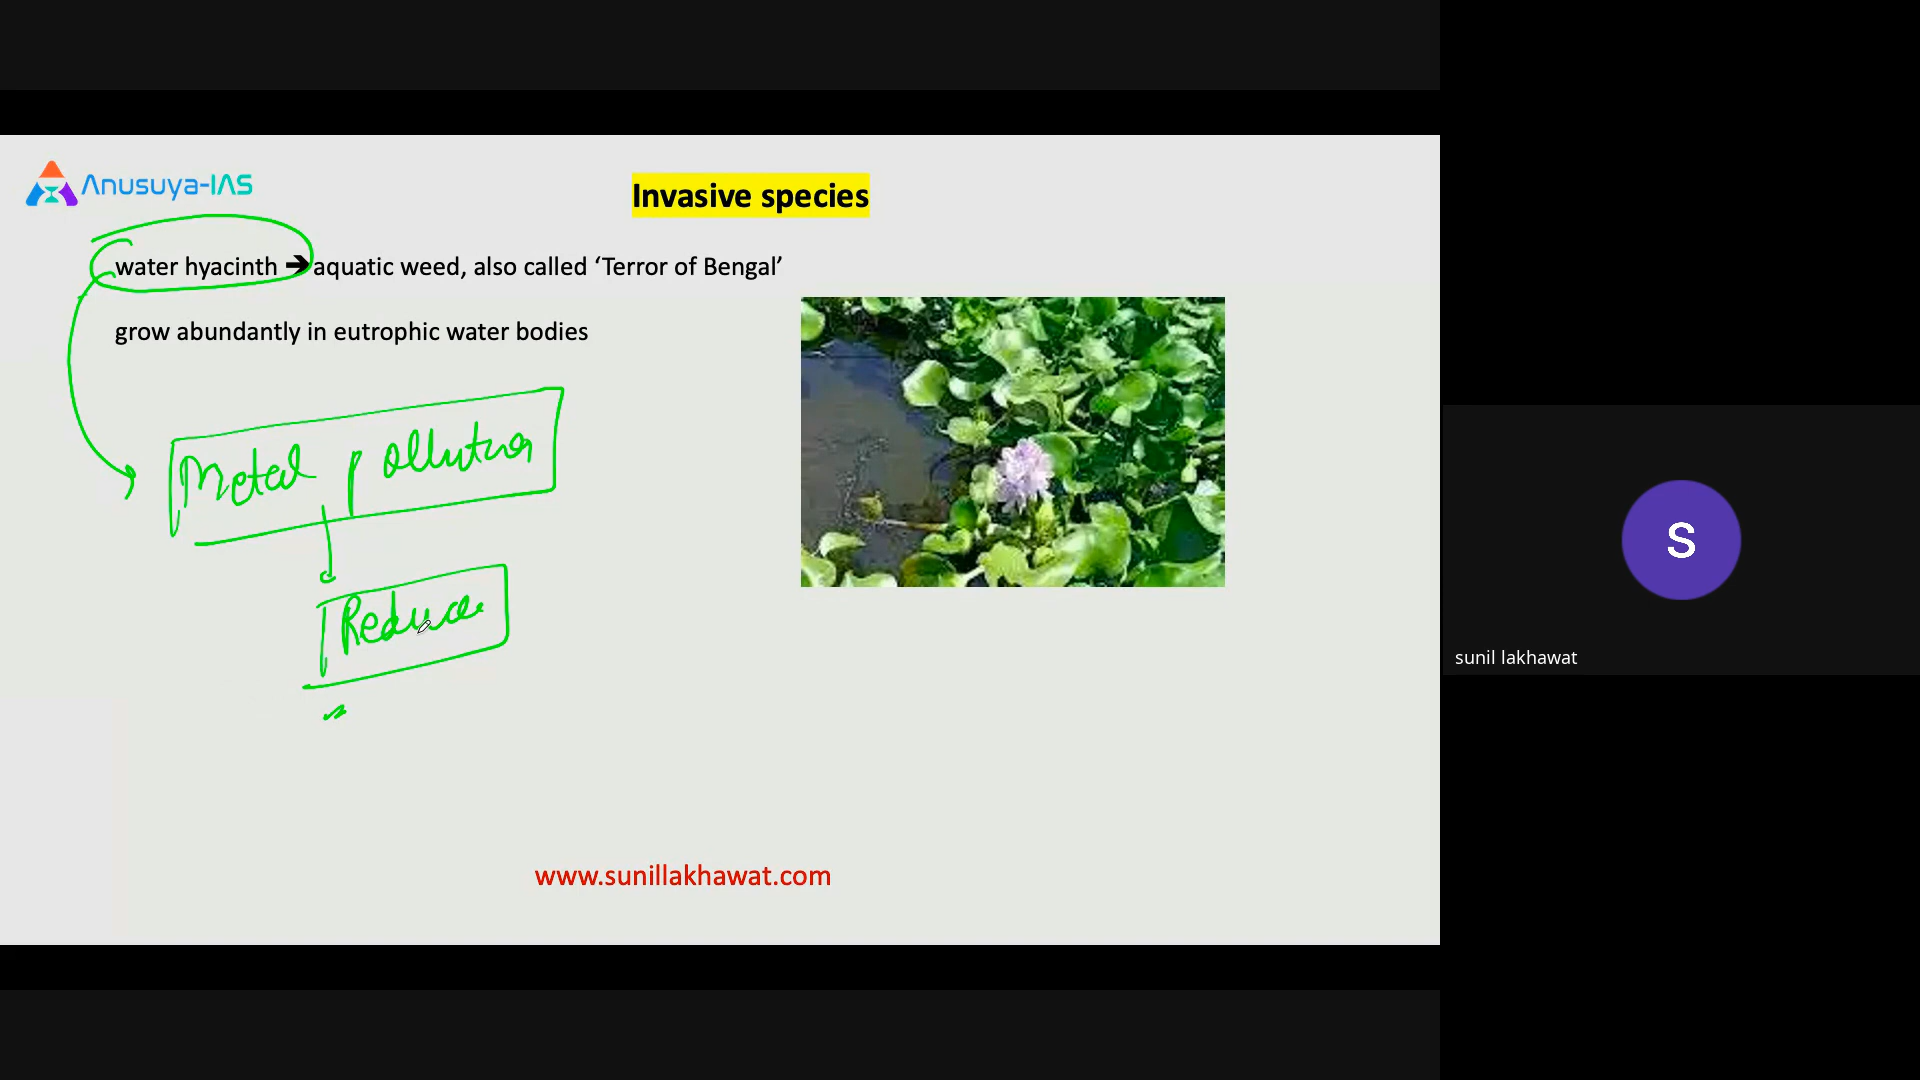 Anusuya-IAS
Invasive species
water hyacinth ➔ aquatic weed, also called ‘Terror of Bengal’
grow abundantly in eutrophic water bodies
Metal pollution
Reduce
www.sunillakhawat.com
S
sunil lakhawat